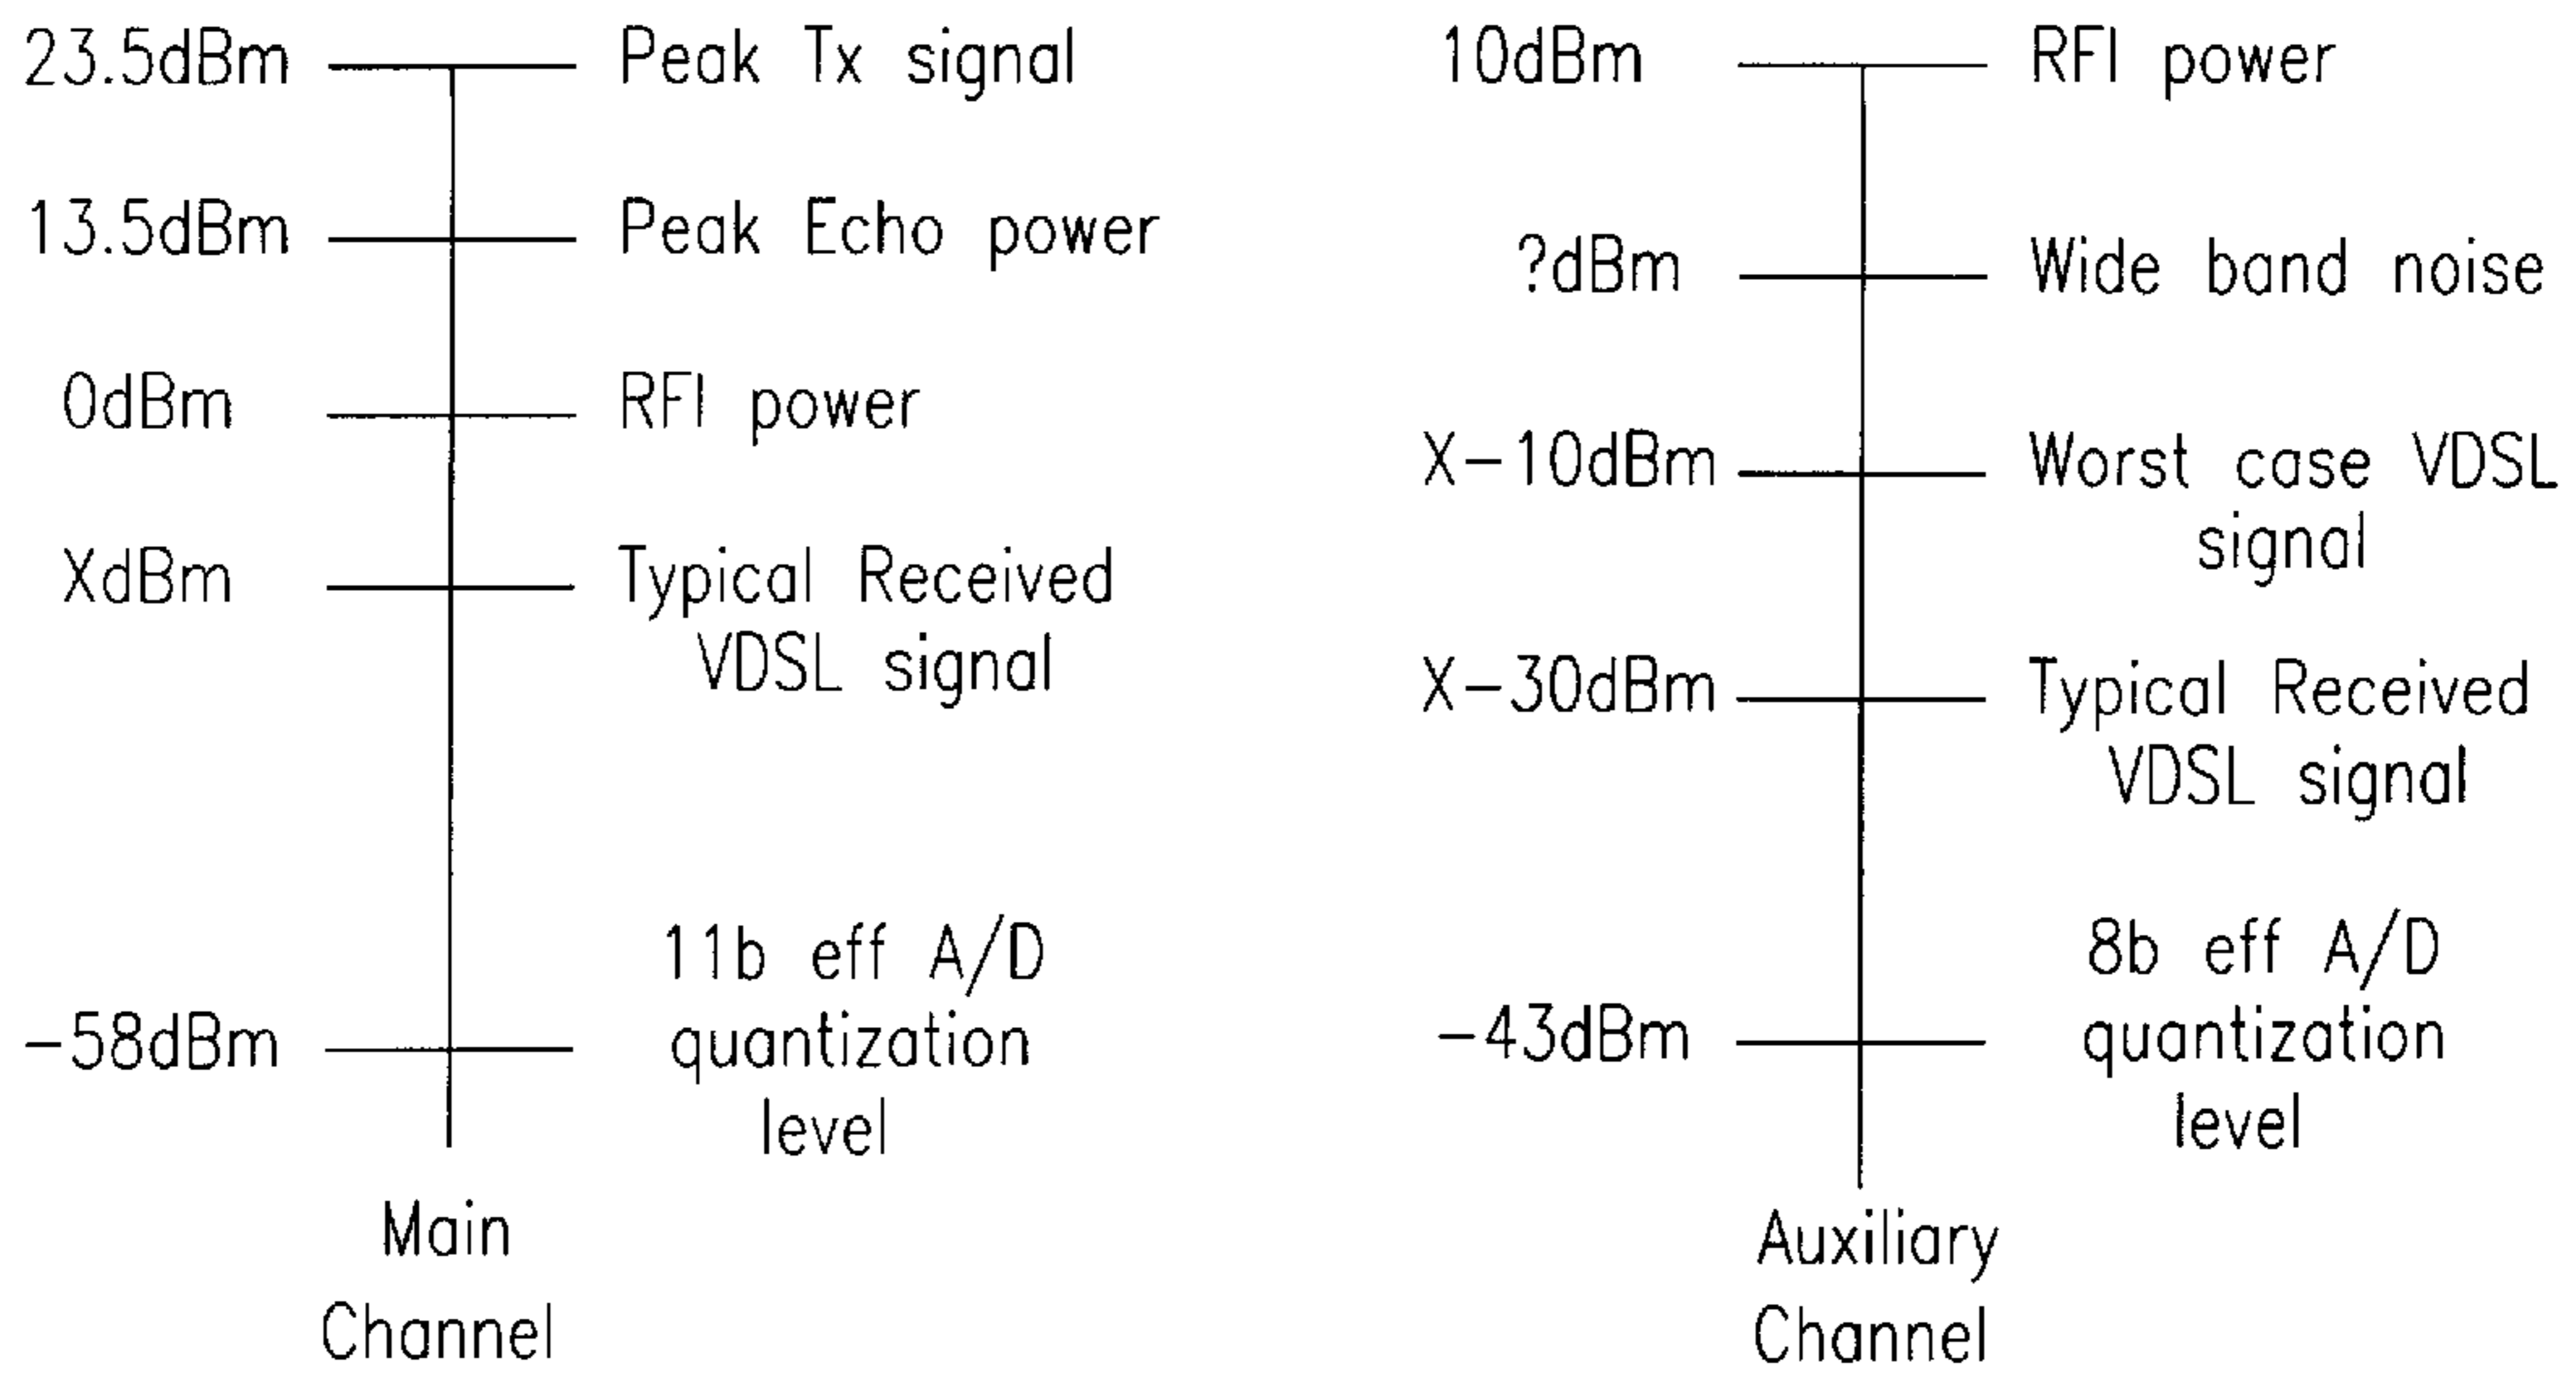 23.5dBm Peak Tx signal
13.5dBm Peak Echo power
0dBm RFI power
XdBm Typical Received
VDSL signal
11b eff A/D
-58dBm quantization
level
Main
Channel
10dBm RFI power
?dBm Wide band noise
X-10dBm Worst case VDSL
signal
X-30dBm Typical Received
VDSL signal
8b eff A/D
-43dBm quantization
level
Auxiliary
Channel